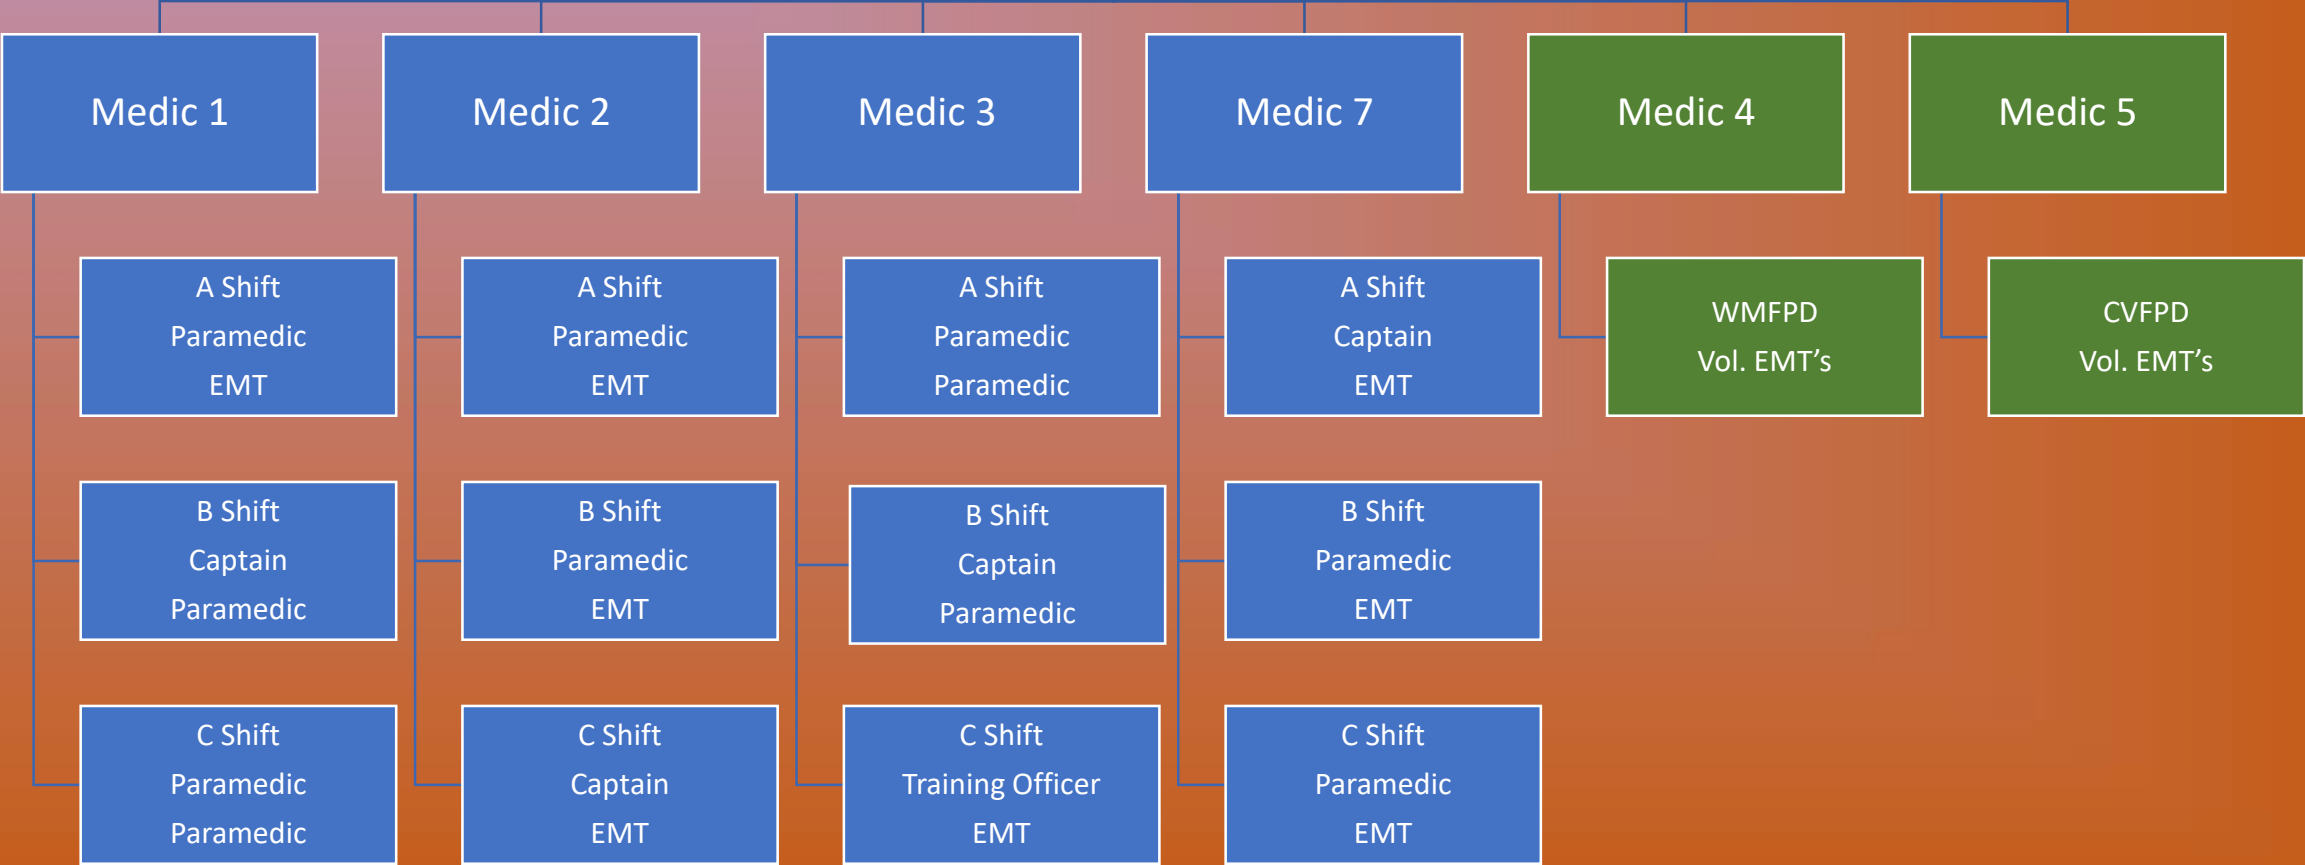 Medic 1
Medic 2
Medic 3
Medic 7
Medic 4
Medic 5
A Shift
Paramedic
EMT
B Shift
Captain
Paramedic
C Shift
Paramedic
Paramedic
A Shift
Paramedic
EMT
B Shift
Paramedic
EMT
C Shift
Captain
EMT
A Shift
Paramedic
Paramedic
B Shift
Captain
Paramedic
C Shift
Training Officer
EMT
A Shift
Captain
EMT
B Shift
Paramedic
EMT
C Shift
Paramedic
EMT
WMFPD
Vol. EMT’s
CVFPD
Vol. EMT’s